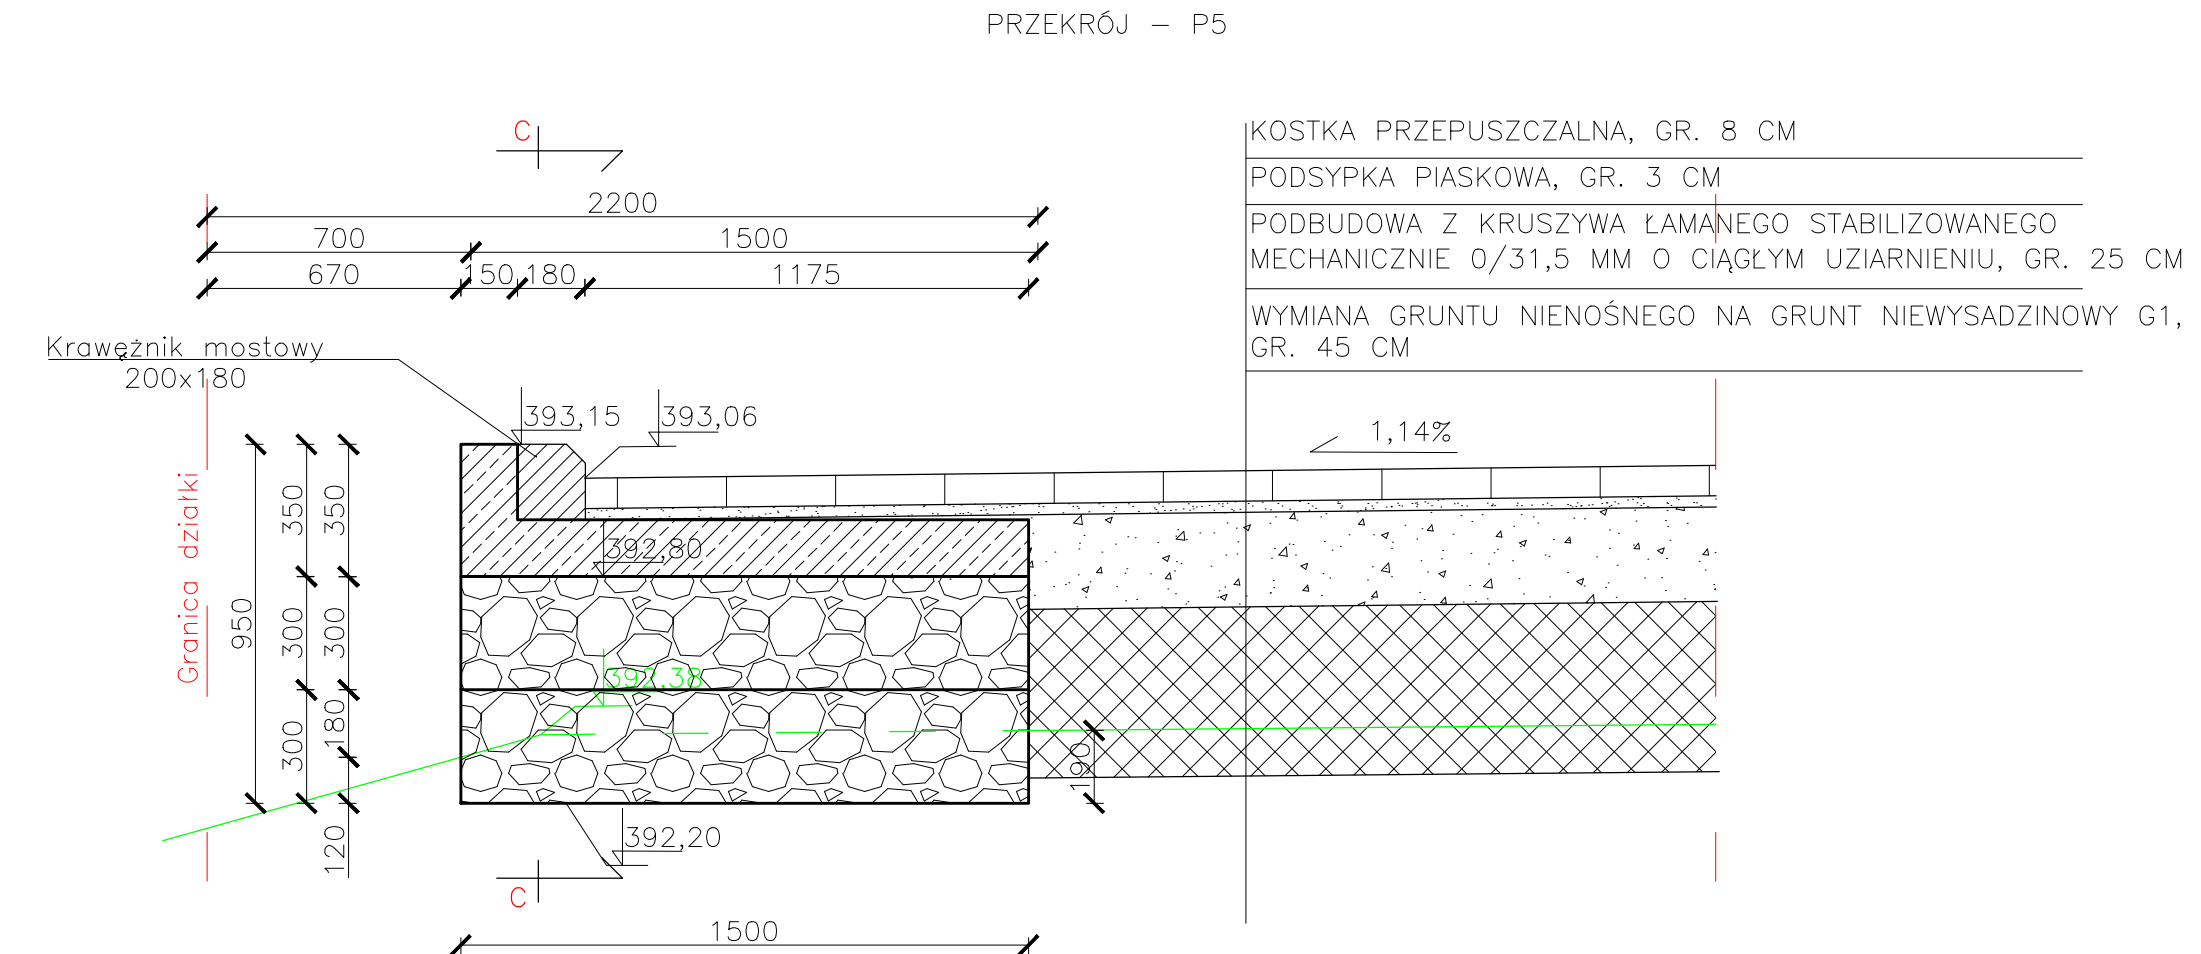 PRZEKRÓJ – P5
C
KOSTKA PRZEPUSZCZALNA, GR. 8 CM
PODSYPKA PIASKOWA, GR. 3 CM
PODBUDOWA Z KRUSZYWA ŁAMANEGO STABILIZOWANEGO
MECHANICZNIE 0/31,5 MM O CIĄGŁYM UZIARNIENIU, GR. 25 CM
WYMIANA GRUNTU NIENOŚNEGO NA GRUNT NIEWYSADZINOWY G1,
GR. 45 CM
2200
700 1500
670 150 180 1175
Krawężnik mostowy
200x180
393,15 393,06
1,14%
Granica działki
950
350
300
300
350
300
180
120
392,80
392,38
190
392,20
C
1500